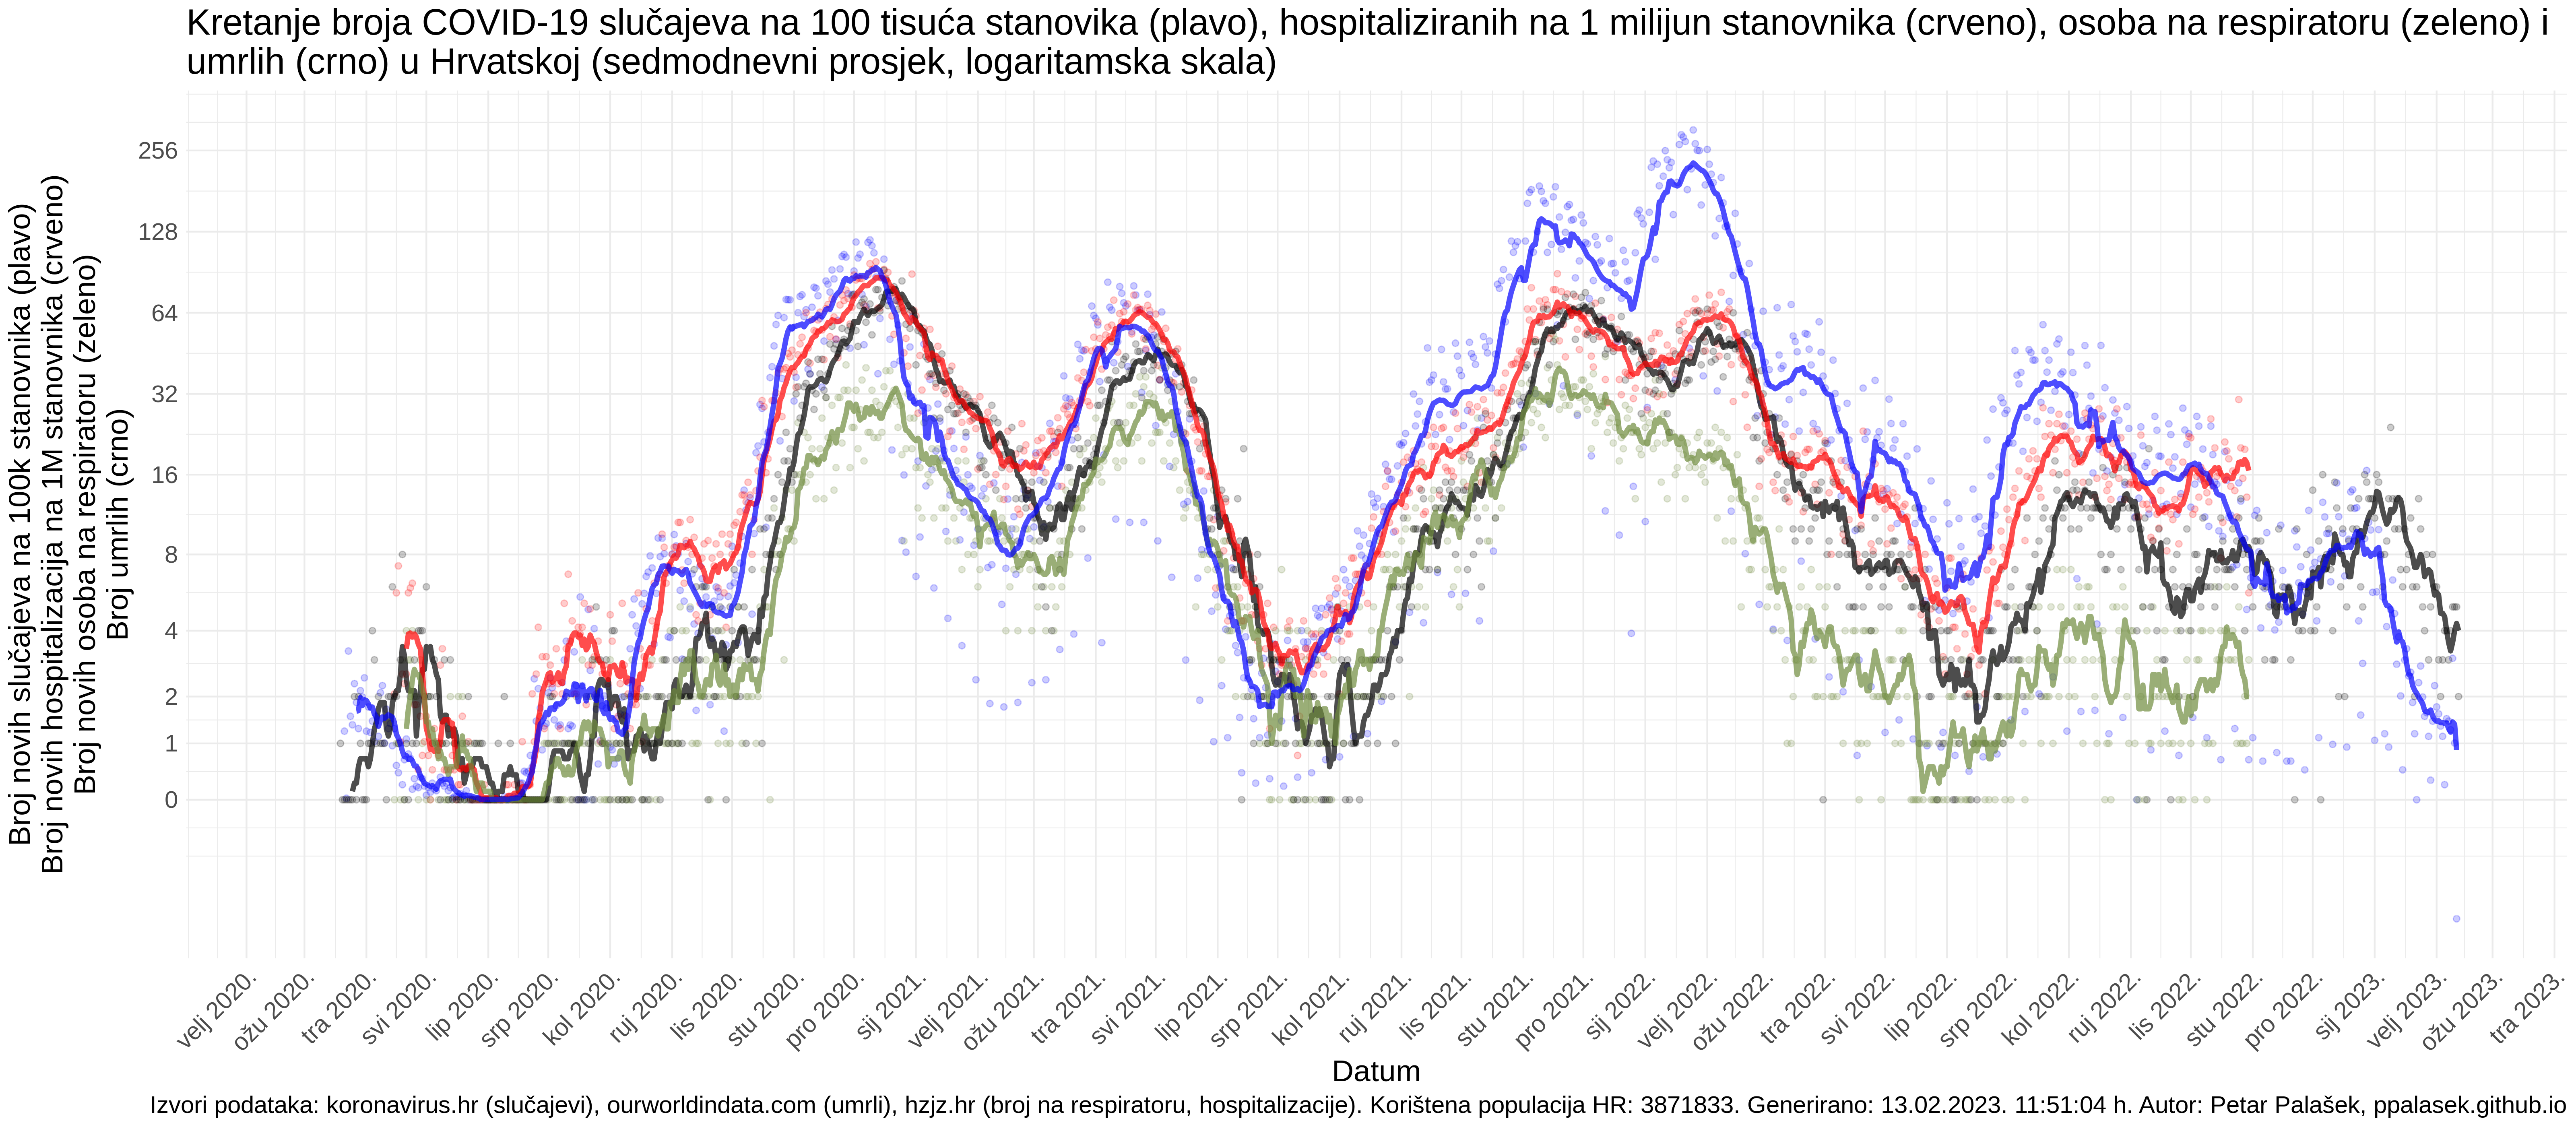 Kretanje broja COVID-19 slučajeva na 100 tisuća stanovika (plavo), hospitaliziranih na 1 milijun stanovnika (crveno), osoba na respiratoru (zeleno) i
umrlih (crno) u Hrvatskoj (sedmodnevni prosjek, logaritamska skala)
Broj novih slučajeva na 100k stanovnika (plavo)
Broj novih hospitalizacija na 1M stanovnika (crveno)
Broj novih osoba na respiratoru (zeleno)
Broj umrlih (crno)
256
128
64
32
16
8
4
2
1
0
velj 2020.
ožu 2020.
tra 2020.
svi 2020.
lip 2020.
srp 2020.
kol 2020.
ruj 2020.
lis 2020.
stu 2020.
pro 2020.
sij 2021.
velj 2021.
ožu 2021.
tra 2021.
svi 2021.
lip 2021.
srp 2021.
kol 2021.
ruj 2021.
lis 2021.
stu 2021.
pro 2021.
sij 2022.
velj 2022.
ožu 2022.
tra 2022.
svi 2022.
lip 2022.
srp 2022.
kol 2022.
ruj 2022.
lis 2022.
stu 2022.
pro 2022.
sij 2023.
velj 2023.
ožu 2023.
tra 2023.
Datum
Izvori podataka: koronavirus.hr (slučajevi), ourworldindata.com (umrli), hzjz.hr (broj na respiratoru, hospitalizacije). Korištena populacija HR: 3871833. Generirano: 13.02.2023. 11:51:04 h. Autor: Petar Palašek, ppalasek.github.io